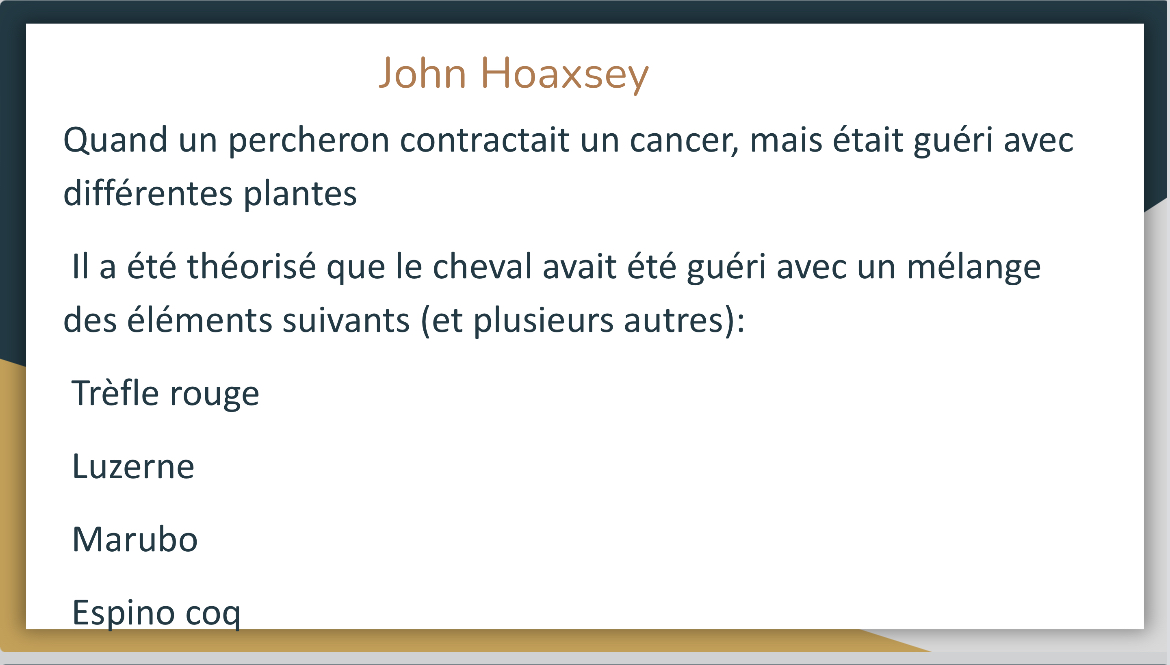 John Hoaxsey
Quand un percheron contractait un cancer, mais était guéri avec
différentes plantes
Il a été théorisé que le cheval avait été guéri avec un mélange
des éléments suivants (et plusieurs autres):
Trèfle rouge
Luzerne
Marubo
Espino coq